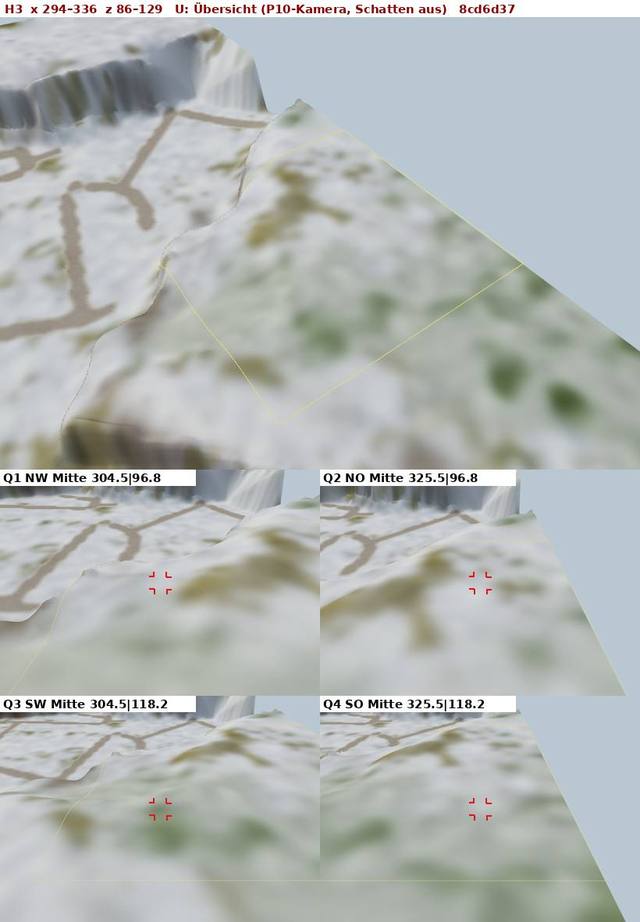 H3 x 294–336 z 86–129 U: Übersicht (P10-Kamera, Schatten aus) 8cd6d37
Q1 NW Mitte 304.5|96.8
Q2 NO Mitte 325.5|96.8
Q3 SW Mitte 304.5|118.2
Q4 SO Mitte 325.5|118.2